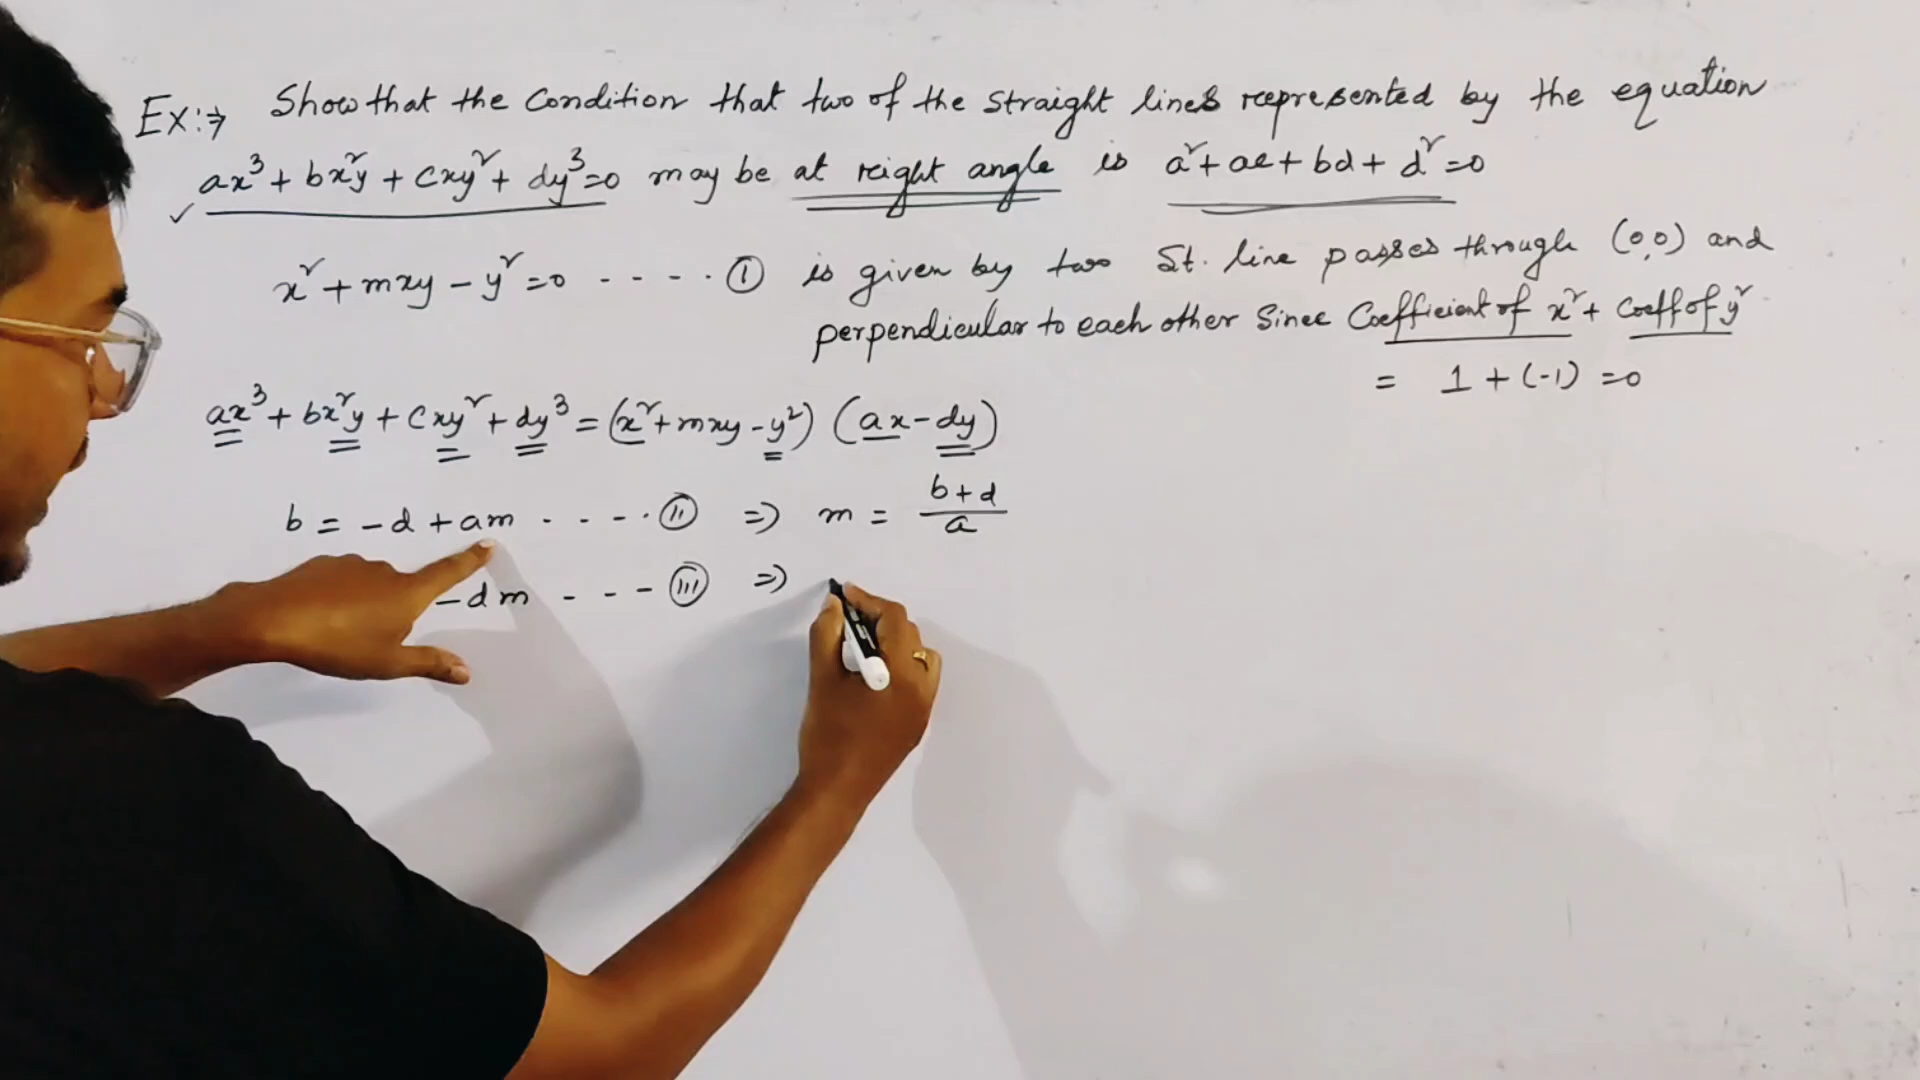 Ex:⇒ Show that the Condition that two of the straight lines represented by the equation
ax³ + bx²y + cxy² + dy³=0 may be at reight angle is a² + ac + bd + d² =0
x² + mxy - y² =0 - - - - · ① is given by two St. line passes through (0,0) and
perpendicular to each other Since Coefficient of x² + Coeff of y²
= 1 + (-1) =0
ax³ + bx²y + cxy² + dy³ = (x² + mxy - y²) (ax - dy)
b = -d + am - - - - · ⑪ => m = b+d/a
-dm - - - - (III) =>